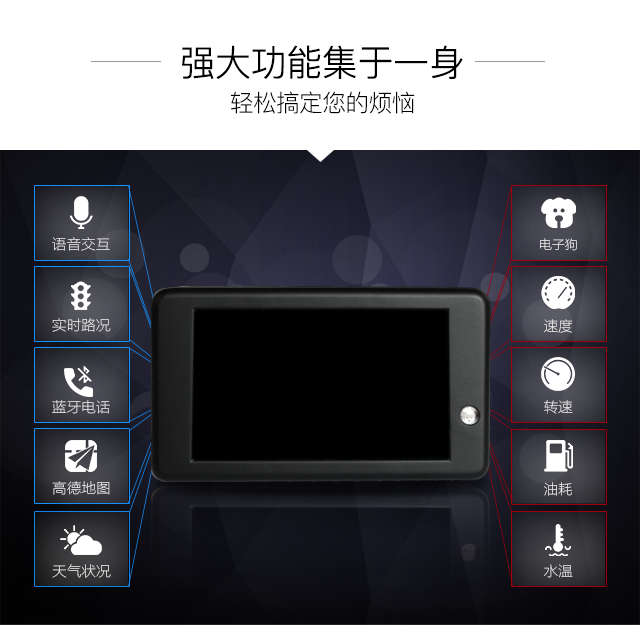 强大功能集于一身
轻松搞定您的烦恼
语音交互
电子狗
实时路况
速度
蓝牙电话
转速
高德地图
油耗
天气状况
水温